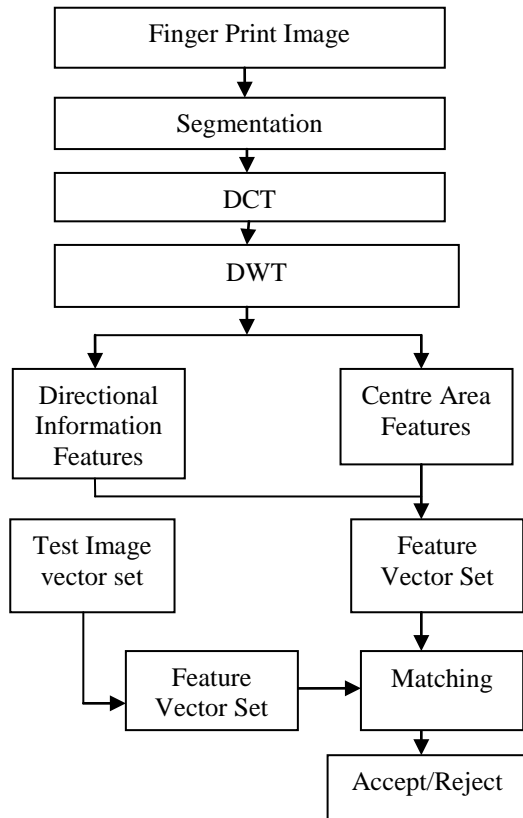 Finger Print Image
Segmentation
DCT
DWT
Directional
Information
Features
Centre Area
Features
Test Image
vector set
Feature
Vector Set
Feature
Vector Set
Matching
Accept/Reject